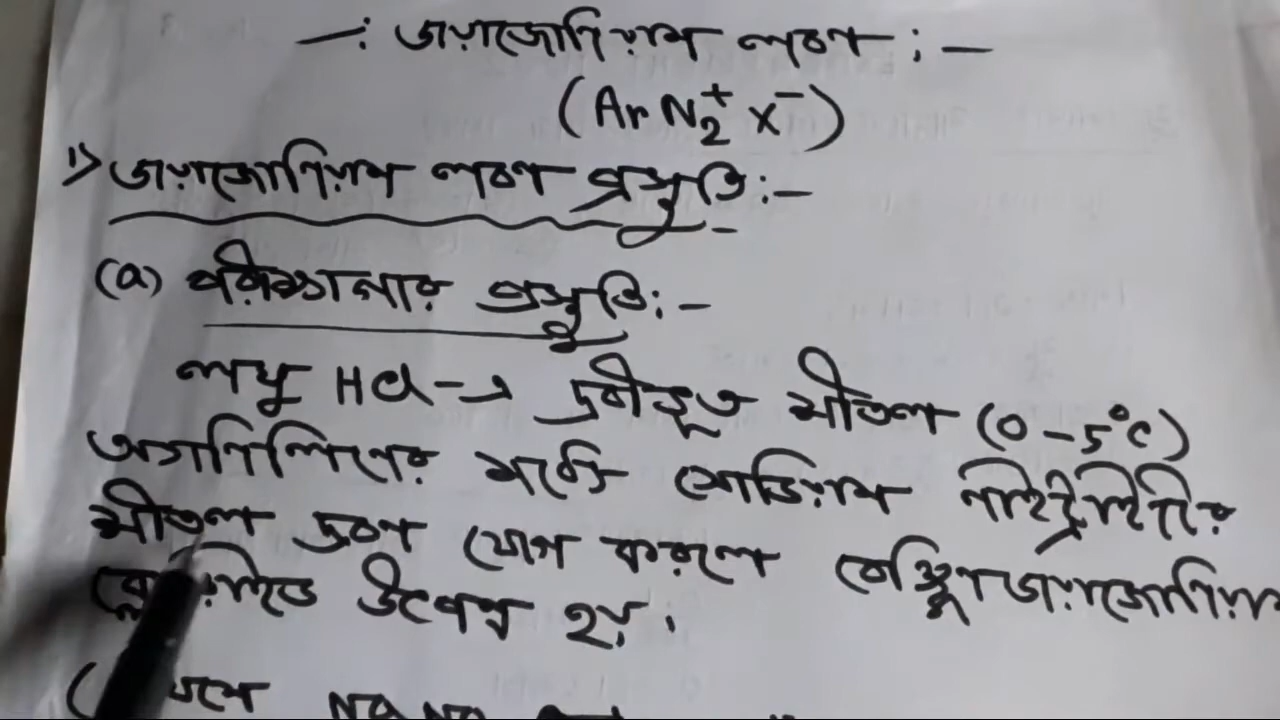 —: ডায়াজোনিয়াম লবণ :—
(ArN₂⁺X⁻)
1> ডায়াজোনিয়াম লবণ প্রস্তুতি:—
(a) পরীক্ষাগার প্রস্তুতি:—
লঘু HCl-এ দ্রবীভূত শীতল (0-5°C)
অ্যানিলিনের মধ্যে সোডিয়াম নাইট্রাইটের
শীতল দ্রবণ যোগ করলে বেঞ্জিনডায়াজোনিয়াম
ক্লোরাইড উৎপন্ন হয়।